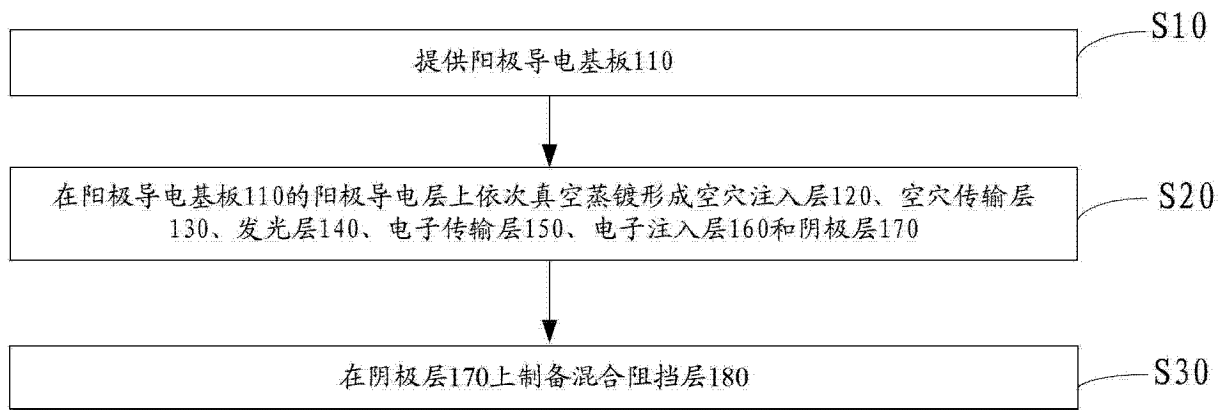 S10
提供阳极导电基板110
在阳极导电基板110的阳极导电层上依次真空蒸镀形成空穴注入层120、空穴传输层
130、发光层140、电子传输层150、电子注入层160和阴极层170
S20
在阴极层170上制备混合阻挡层180
S30